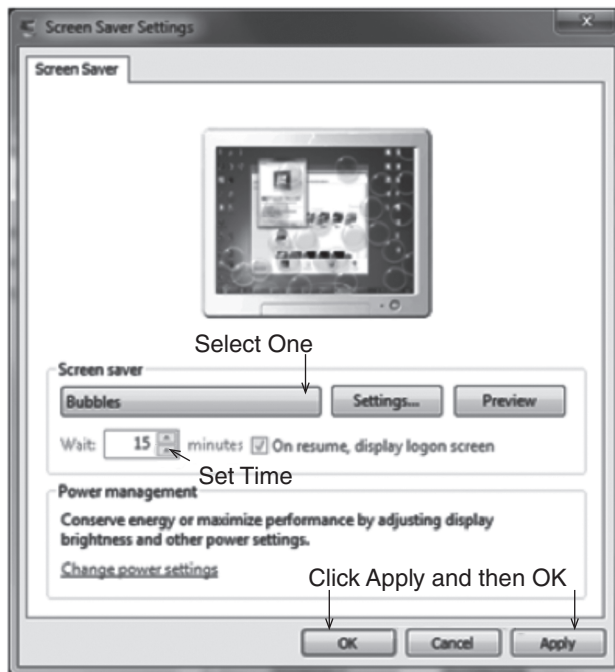 Screen Saver Settings
Screen Saver
Select One
Screen saver
Bubbles
Settings...
Preview
Wait: 15 minutes On resume, display logon screen
Set Time
Power management
Conserve energy or maximize performance by adjusting display
brightness and other power settings.
Change power settings
Click Apply and then OK
OK
Cancel
Apply